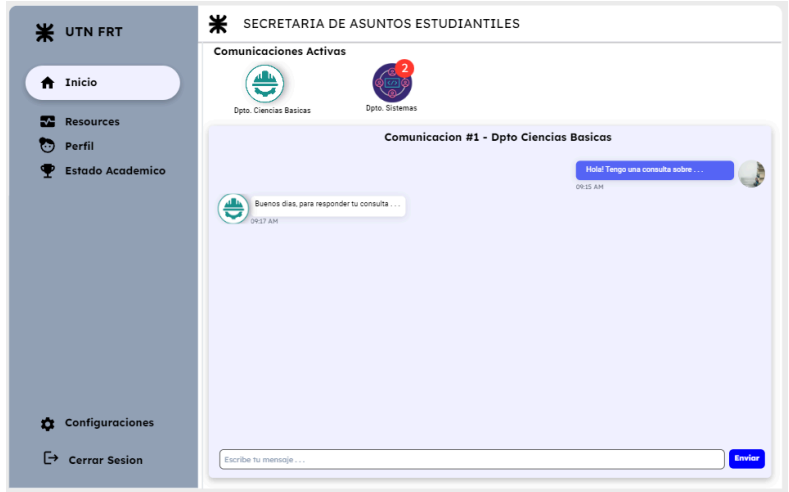 UTN FRT
SECRETARIA DE ASUNTOS ESTUDIANTILES
Inicio
Resources
Perfil
Estado Academico
Configuraciones
Cerrar Sesion
Comunicaciones Activas
Dpto. Ciencias Basicas
2
Dpto. Sistemas
Comunicacion #1 - Dpto Ciencias Basicas
Hola! Tengo una consulta sobre . . .
09:15 AM
Buenos dias, para responder tu consulta . . .
09:17 AM
Escribe tu mensaje . . .
Enviar